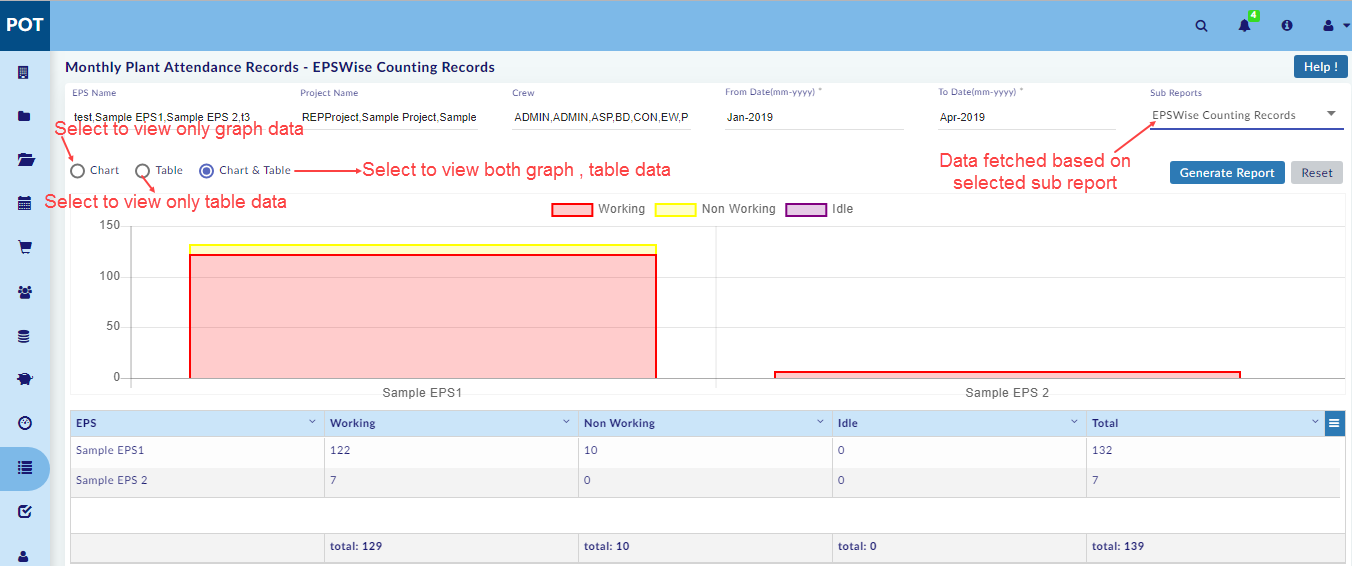 POT
4
Monthly Plant Attendance Records - EPSWise Counting Records
Help !
EPS Name Project Name Crew From Date(mm-yyyy) * To Date(mm-yyyy) * Sub Reports
test,Sample EPS1,Sample EPS 2,t3 REPProject,Sample Project,Sample ADMIN,ADMIN,ASP,BD,CON,EW,P Jan-2019 Apr-2019 EPSWise Counting Records
Select to view only graph data
Chart Table Chart & Table
Select to view both graph , table data
Data fetched based on
selected sub report
Generate Report Reset
Select to view only table data
Working Non Working Idle
150
100
50
0
Sample EPS1 Sample EPS 2
EPS Working Non Working Idle Total
Sample EPS1 122 10 0 132
Sample EPS 2 7 0 0 7
total: 129 total: 10 total: 0 total: 139